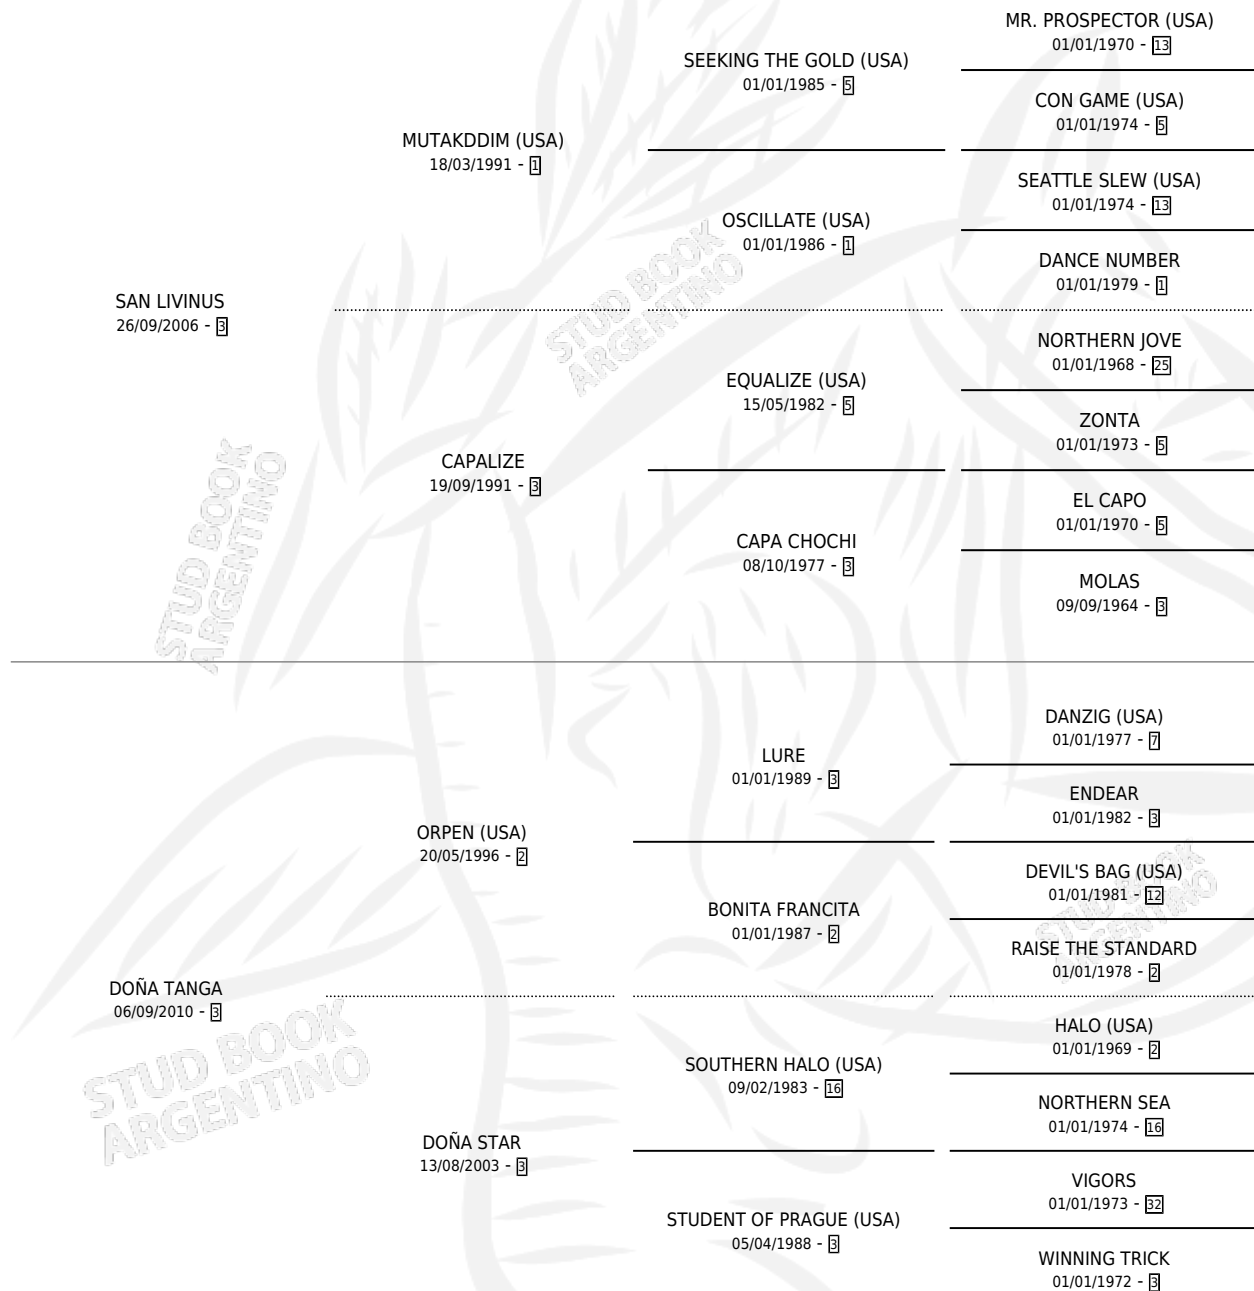 MR. PROSPECTOR (USA)
01/01/1970 - 13
SEEKING THE GOLD (USA)
01/01/1985 - 5
CON GAME (USA)
01/01/1974 - 5
MUTAKDDIM (USA)
18/03/1991 - 1
SEATTLE SLEW (USA)
01/01/1974 - 13
OSCILLATE (USA)
01/01/1986 - 1
DANCE NUMBER
01/01/1979 - 1
SAN LIVINUS
26/09/2006 - 3
NORTHERN JOVE
01/01/1968 - 25
EQUALIZE (USA)
15/05/1982 - 5
ZONTA
01/01/1973 - 5
CAPALIZE
19/09/1991 - 3
EL CAPO
01/01/1970 - 5
CAPA CHOCHI
08/10/1977 - 3
MOLAS
09/09/1964 - 3
DANZIG (USA)
01/01/1977 - 7
LURE
01/01/1989 - 3
ENDEAR
01/01/1982 - 3
ORPEN (USA)
20/05/1996 - 2
DEVIL'S BAG (USA)
01/01/1981 - 12
BONITA FRANCITA
01/01/1987 - 2
RAISE THE STANDARD
01/01/1978 - 2
DOÑA TANGA
06/09/2010 - 3
HALO (USA)
01/01/1969 - 2
SOUTHERN HALO (USA)
09/02/1983 - 16
NORTHERN SEA
01/01/1974 - 16
DOÑA STAR
13/08/2003 - 3
VIGORS
01/01/1973 - 32
STUDENT OF PRAGUE (USA)
05/04/1988 - 3
WINNING TRICK
01/01/1972 - 3
STUD BOOK
ARGENTINO
STUD BOOK
ARGENTINO
STUD BOOK
ARGENTINO
STUD BOOK
ARGENTINO